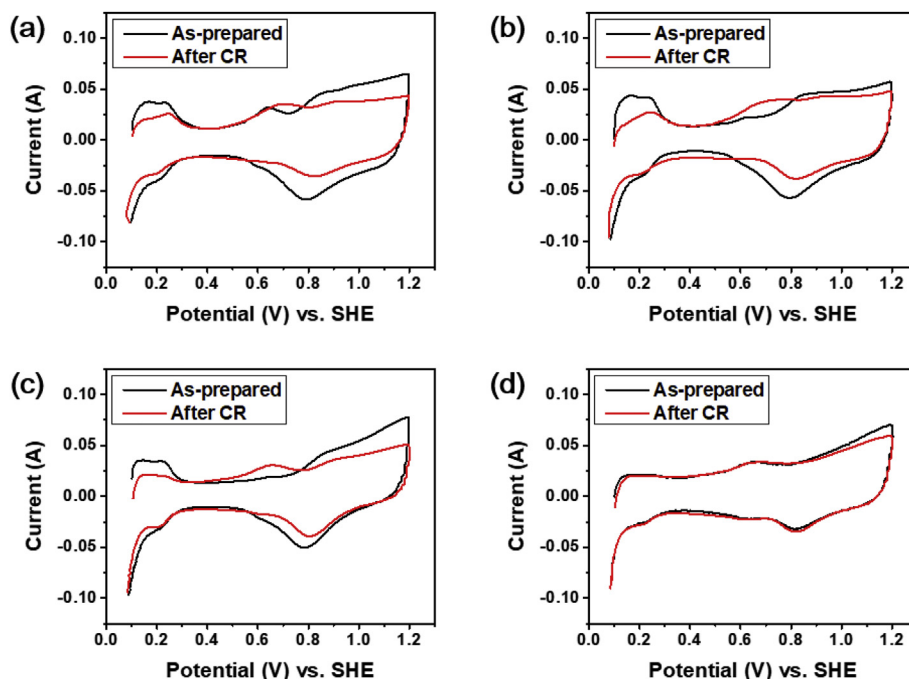 (a)
As-prepared
After CR
0.10
0.05
0.00
-0.05
-0.10
Current (A)
0.0 0.2 0.4 0.6 0.8 1.0 1.2
Potential (V) vs. SHE
(b)
As-prepared
After CR
0.10
0.05
0.00
-0.05
-0.10
Current (A)
0.0 0.2 0.4 0.6 0.8 1.0 1.2
Potential (V) vs. SHE
(c)
As-prepared
After CR
0.10
0.05
0.00
-0.05
-0.10
Current (A)
0.0 0.2 0.4 0.6 0.8 1.0 1.2
Potential (V) vs. SHE
(d)
As-prepared
After CR
0.10
0.05
0.00
-0.05
-0.10
Current (A)
0.0 0.2 0.4 0.6 0.8 1.0 1.2
Potential (V) vs. SHE